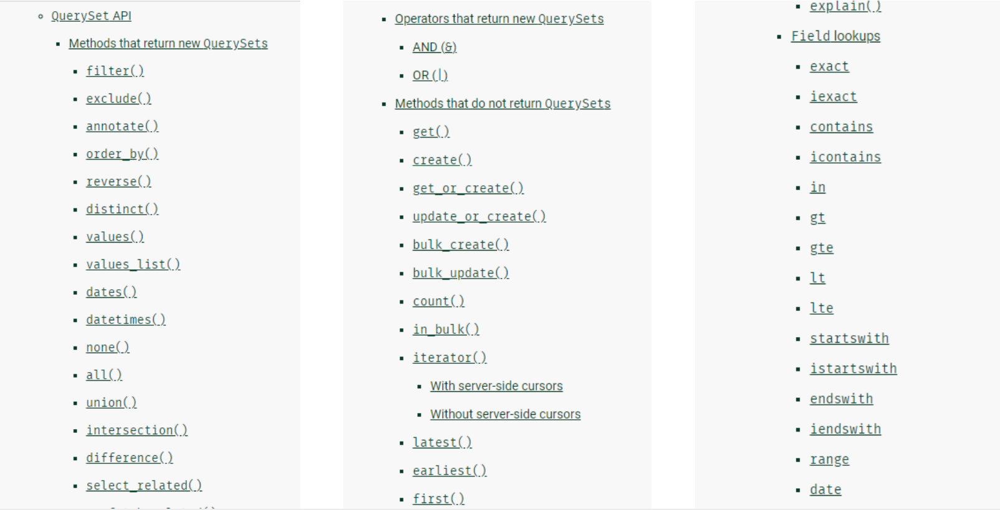 QuerySet API
Methods that return new QuerySets
filter()
exclude()
annotate()
order_by()
reverse()
distinct()
values()
values_list()
dates()
datetimes()
none()
all()
union()
intersection()
difference()
select_related()
Operators that return new QuerySets
AND (&)
OR (|)
Methods that do not return QuerySets
get()
create()
get_or_create()
update_or_create()
bulk_create()
bulk_update()
count()
in_bulk()
iterator()
With server-side cursors
Without server-side cursors
latest()
earliest()
first()
explain()
Field lookups
exact
iexact
contains
icontains
in
gt
gte
lt
lte
startswith
istartswith
endswith
iendswith
range
date